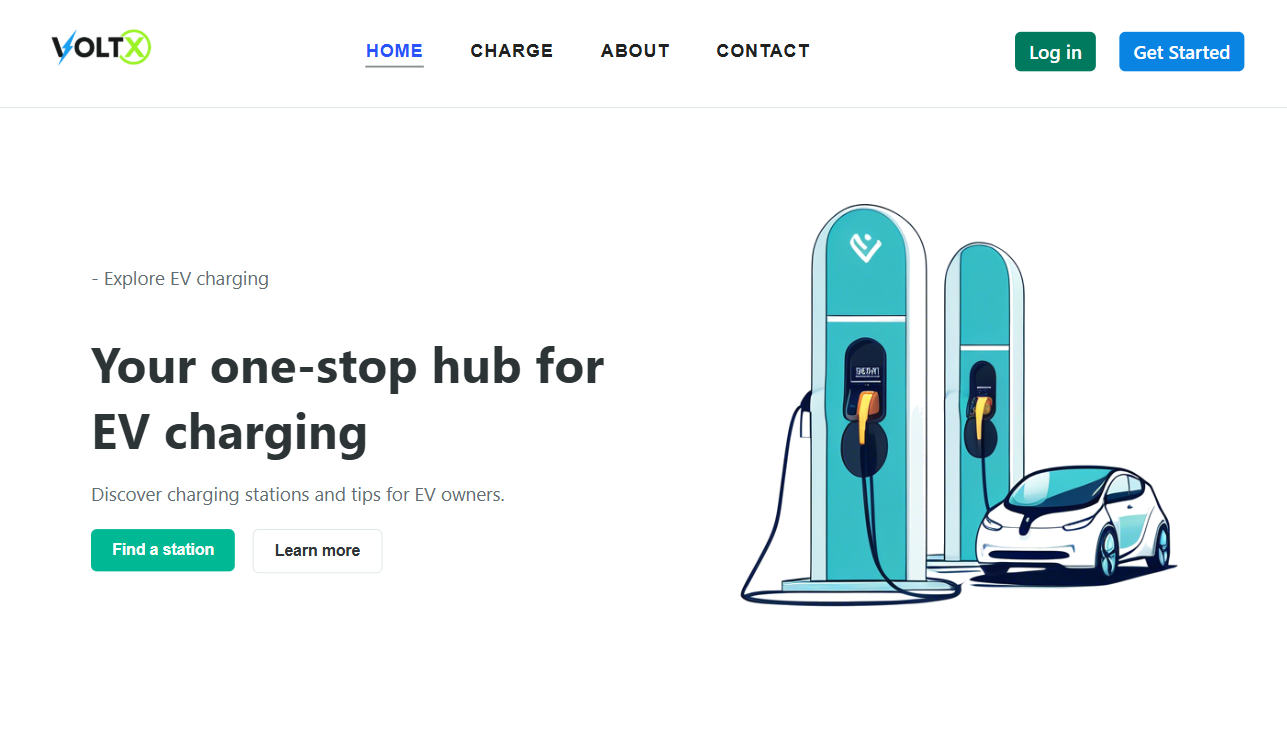 VOLTX
HOME CHARGE ABOUT CONTACT
Log in Get Started
- Explore EV charging
Your one-stop hub for
EV charging
Discover charging stations and tips for EV owners.
Find a station Learn more